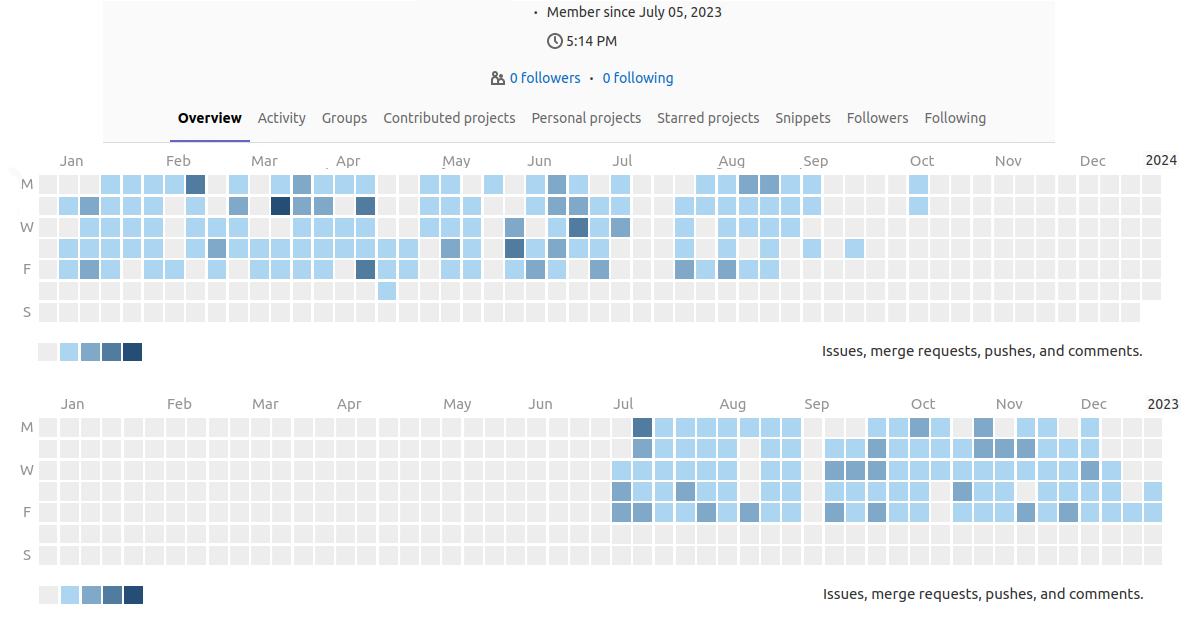 · Member since July 05, 2023
5:14 PM
0 followers · 0 following
Overview Activity Groups Contributed projects Personal projects Starred projects Snippets Followers Following
Jan Feb Mar Apr May Jun Jul Aug Sep Oct Nov Dec 2024
M
W
F
S
Issues, merge requests, pushes, and comments.
Jan Feb Mar Apr May Jun Jul Aug Sep Oct Nov Dec 2023
M
W
F
S
Issues, merge requests, pushes, and comments.